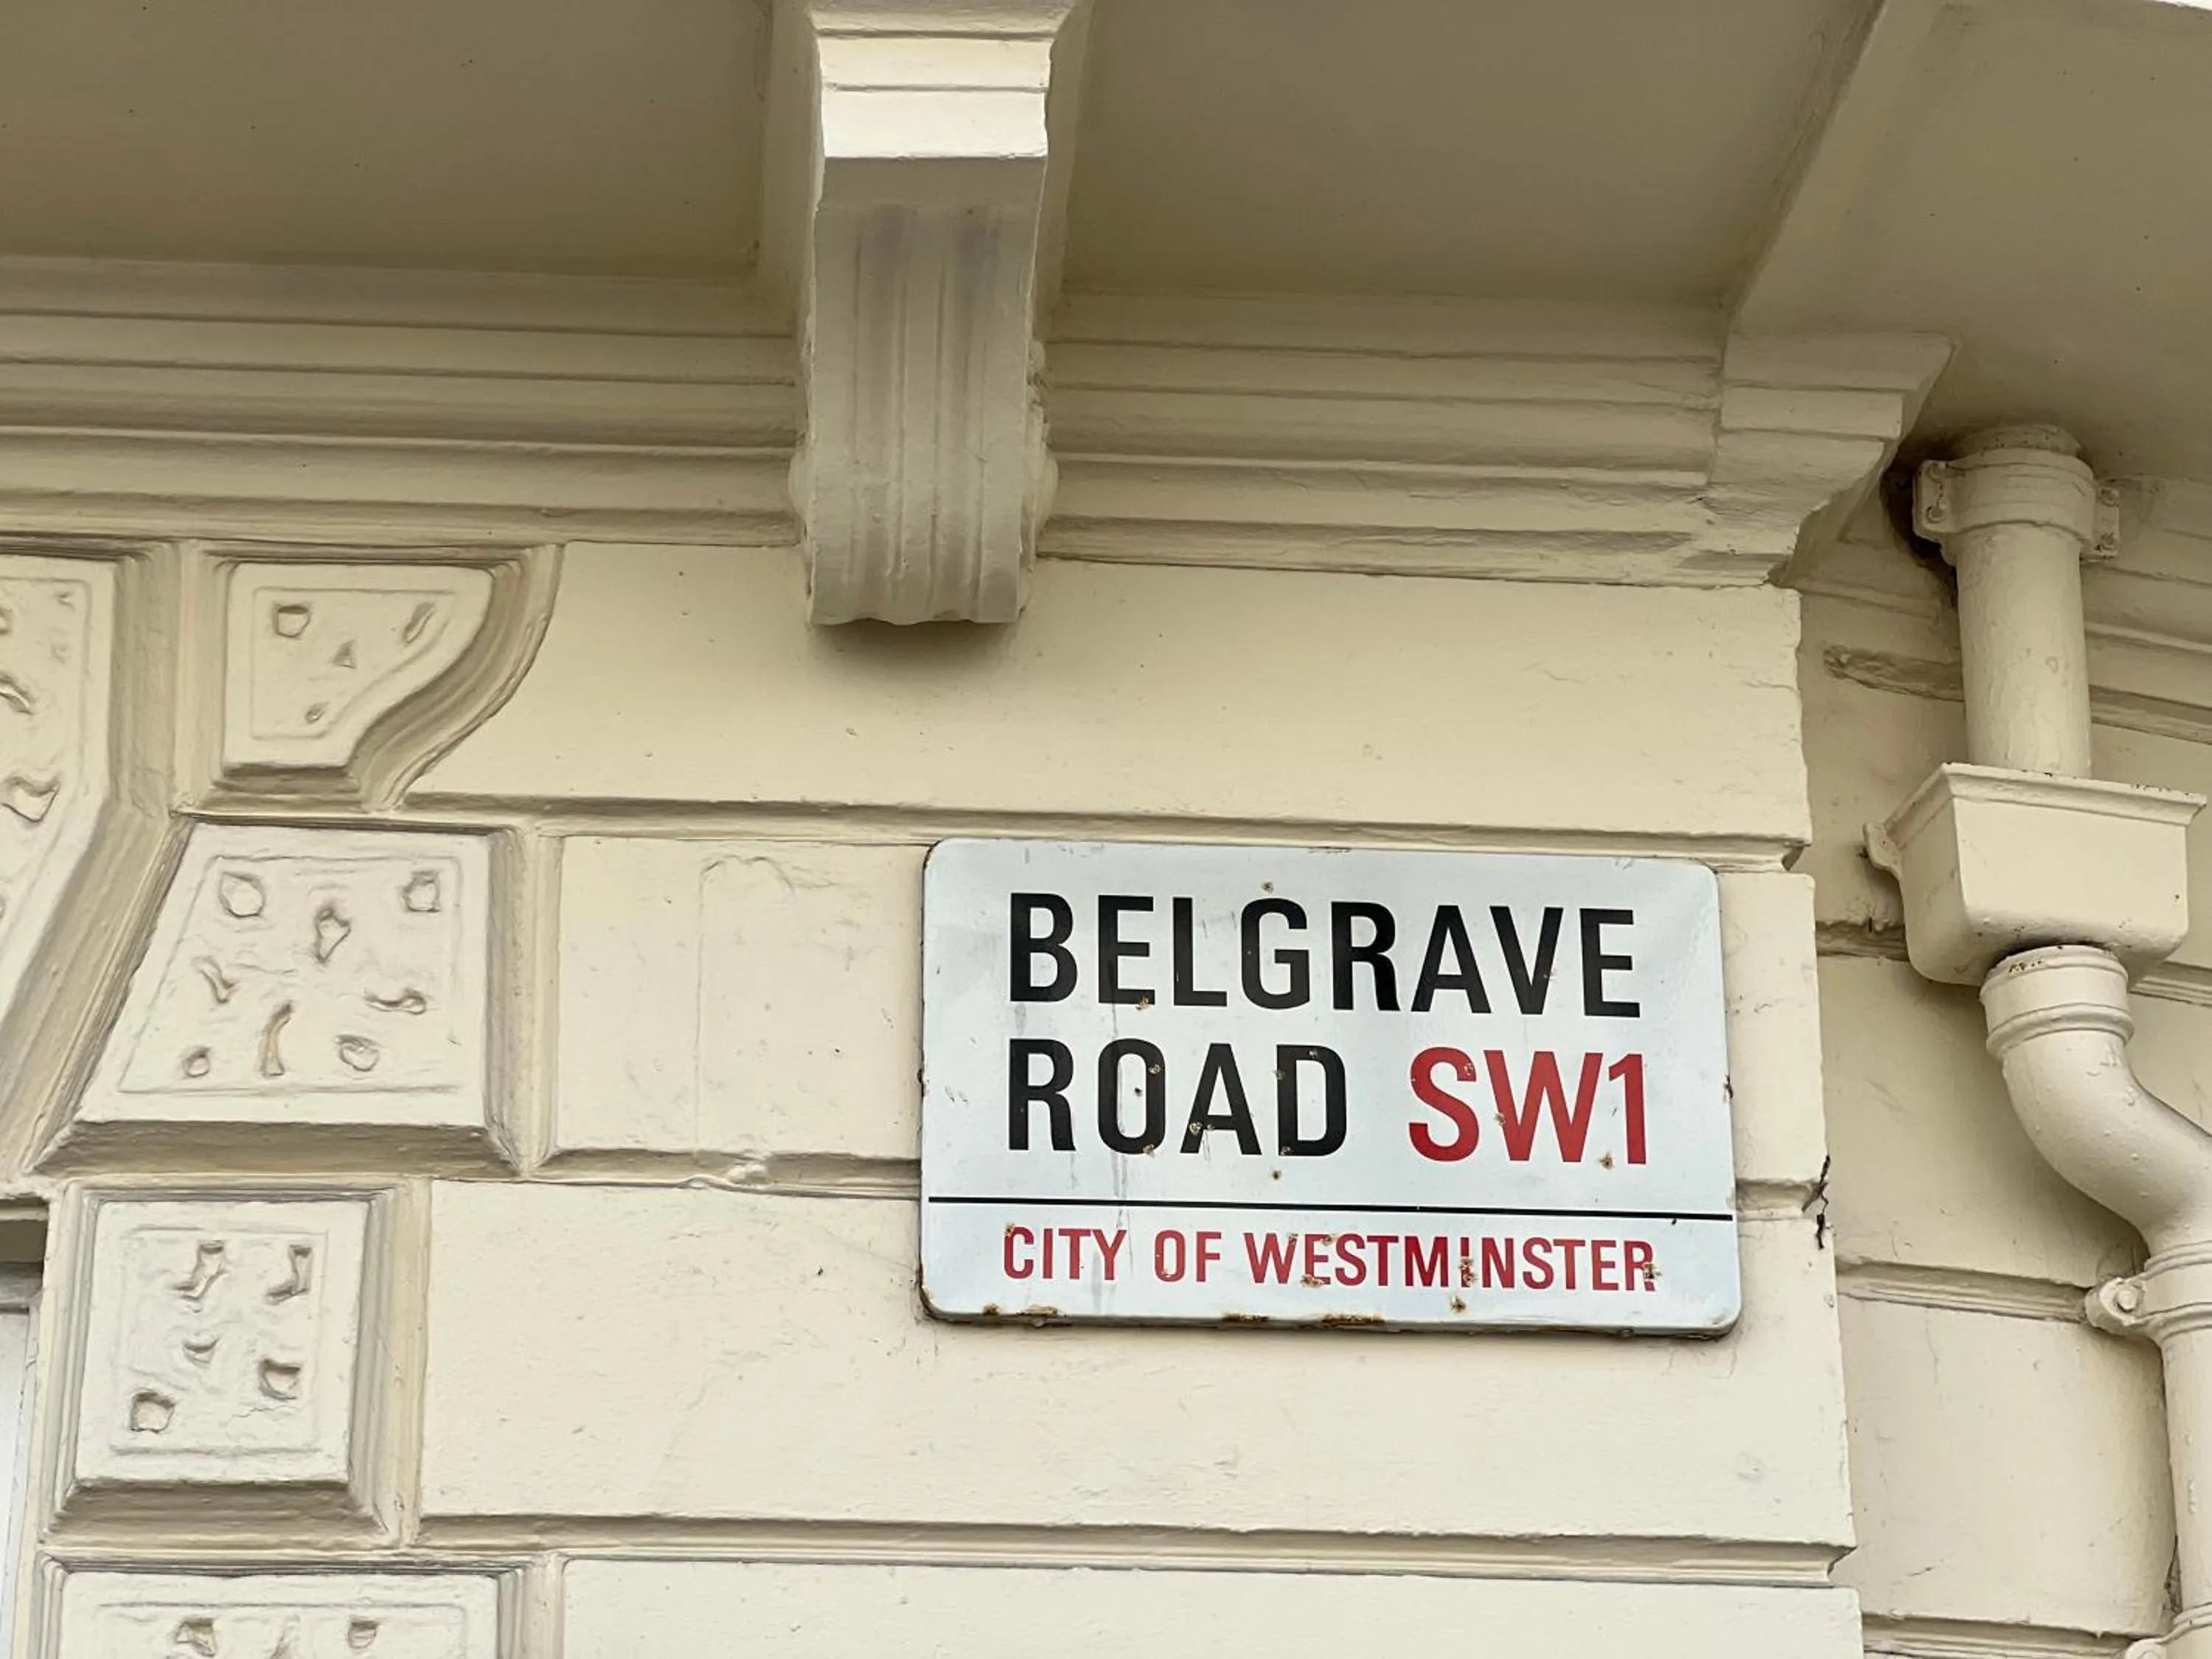 BELGRAVE
ROAD SW1
CITY OF WESTMINSTER